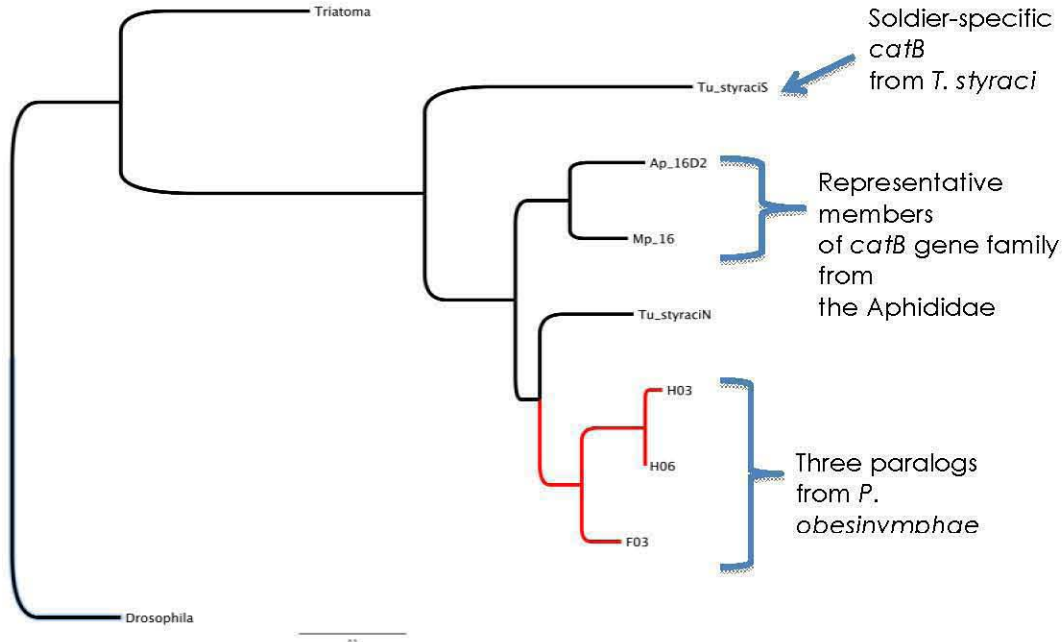 Triatoma
Soldier-specific
catB
from T. styraci
Tu_styraciS
Ap_16D2
Mp_16
Representative
members
of catB gene family
from
the Aphididae
Tu_styraciN
H03
H06
F03
Three paralogs
from P.
obesinymphae
Drosophila